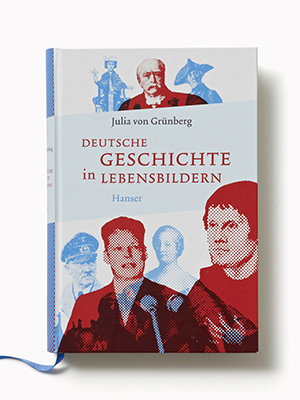 Julia von Grünberg
DEUTSCHE
GESCHICHTE
in LEBENSBILDERN
Hanser